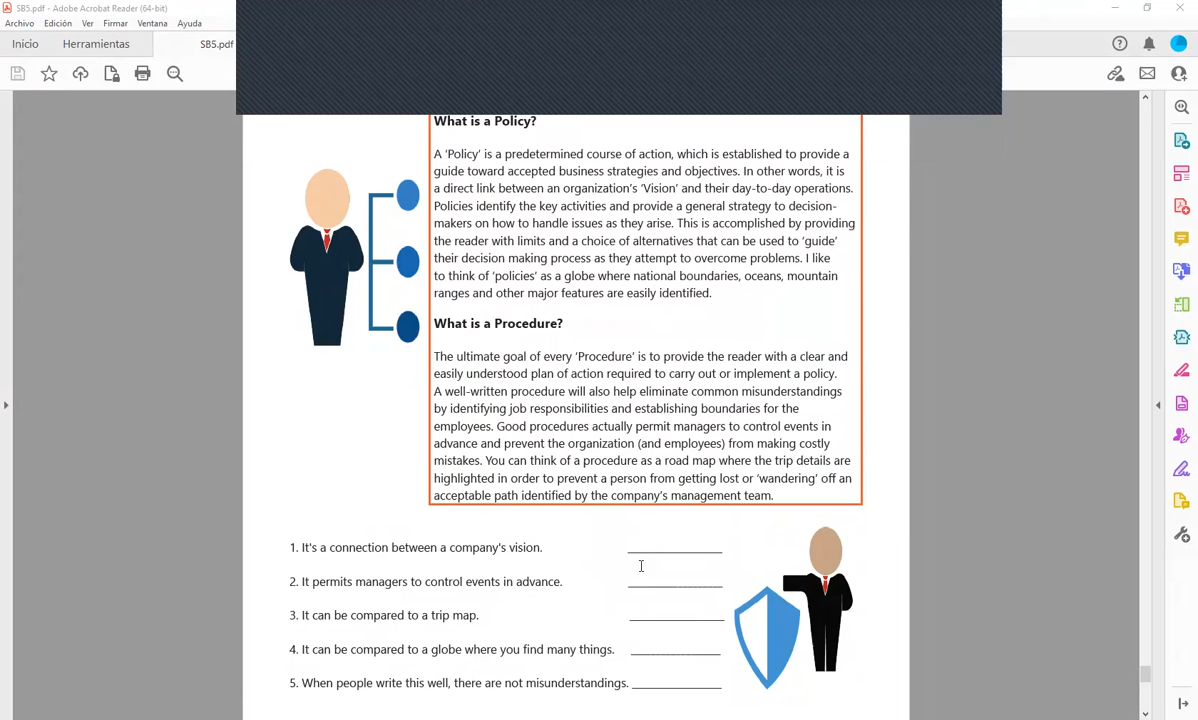 SB5.pdf - Adobe Acrobat Reader (64-bit)
Archivo Edición Ver Firmar Ventana Ayuda
Inicio Herramientas SB5.pdf
What is a Policy?
A ‘Policy’ is a predetermined course of action, which is established to provide a
guide toward accepted business strategies and objectives. In other words, it is
a direct link between an organization’s ‘Vision’ and their day-to-day operations.
Policies identify the key activities and provide a general strategy to decision-
makers on how to handle issues as they arise. This is accomplished by providing
the reader with limits and a choice of alternatives that can be used to ‘guide’
their decision making process as they attempt to overcome problems. I like
to think of ‘policies’ as a globe where national boundaries, oceans, mountain
ranges and other major features are easily identified.
What is a Procedure?
The ultimate goal of every ‘Procedure’ is to provide the reader with a clear and
easily understood plan of action required to carry out or implement a policy.
A well-written procedure will also help eliminate common misunderstandings
by identifying job responsibilities and establishing boundaries for the
employees. Good procedures actually permit managers to control events in
advance and prevent the organization (and employees) from making costly
mistakes. You can think of a procedure as a road map where the trip details are
highlighted in order to prevent a person from getting lost or ‘wandering’ off an
acceptable path identified by the company’s management team.
1. It's a connection between a company's vision. ______________
2. It permits managers to control events in advance. ______________
3. It can be compared to a trip map. ______________
4. It can be compared to a globe where you find many things. ______________
5. When people write this well, there are not misunderstandings. ______________